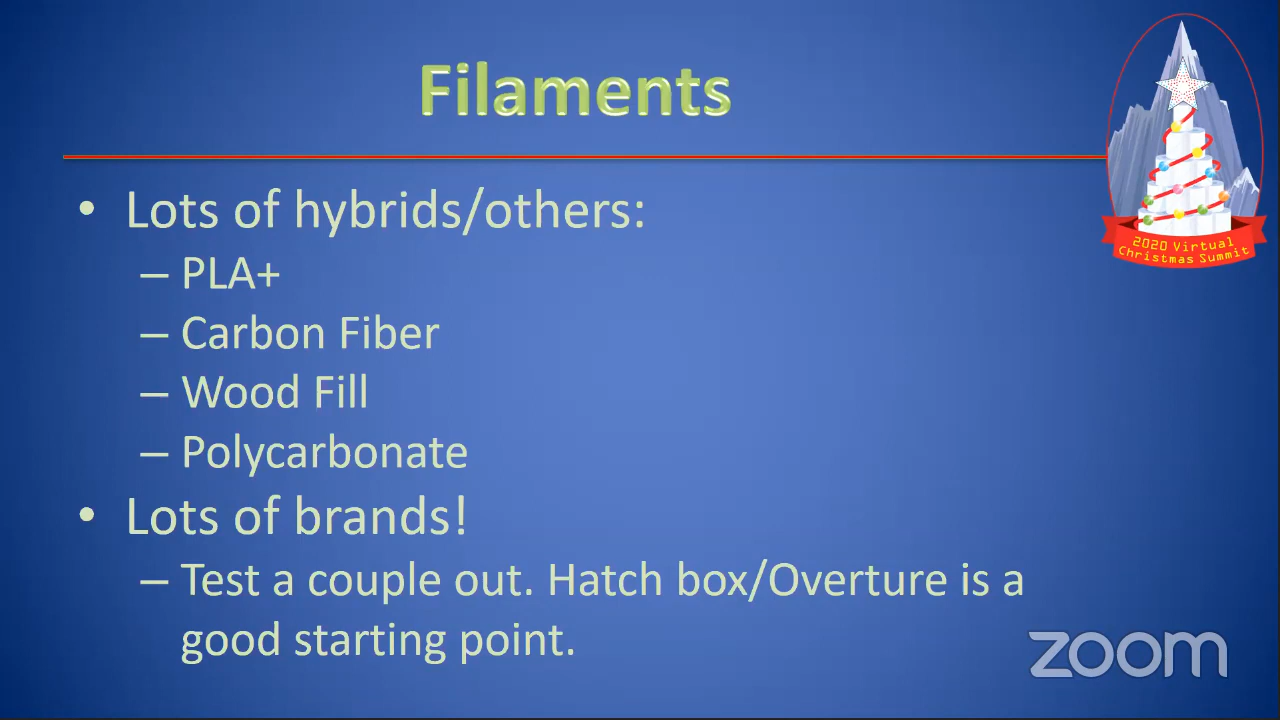 Filaments
• Lots of hybrids/others:
– PLA+
– Carbon Fiber
– Wood Fill
– Polycarbonate
• Lots of brands!
– Test a couple out. Hatch box/Overture is a
good starting point.
2020 Virtual
Christmas Summit
zoom